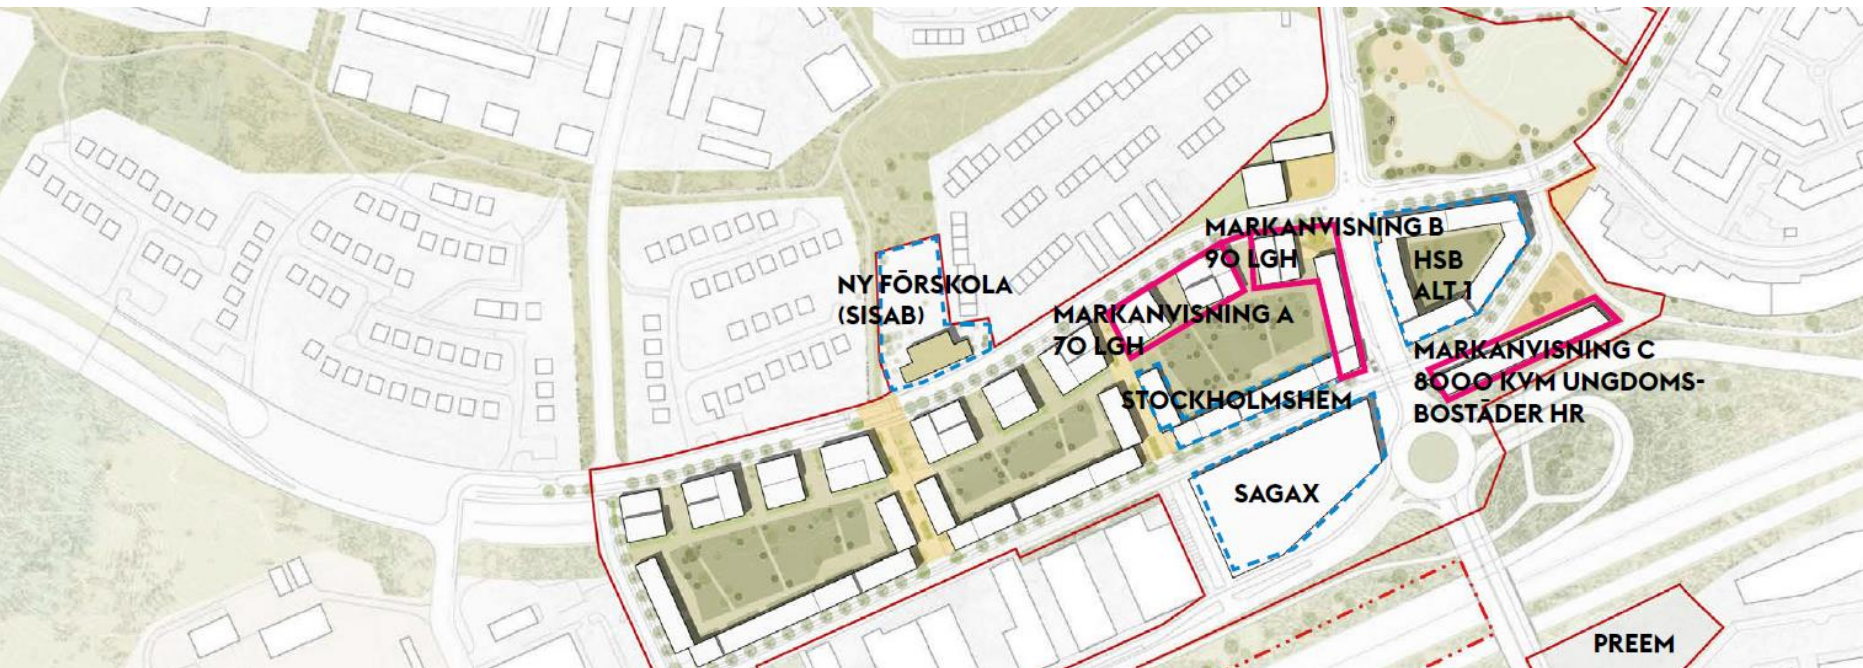 MARKANVISNING B
90 LGH
HSB
ALT 1
NY FÖRSKOLA
(SISAB)
MARKANVISNING A
70 LGH
MARKANVISNING C
8000 KVM UNGDOMS-
BOSTÄDER HR
STOCKHOLMSHEM
SAGAX
PREEM